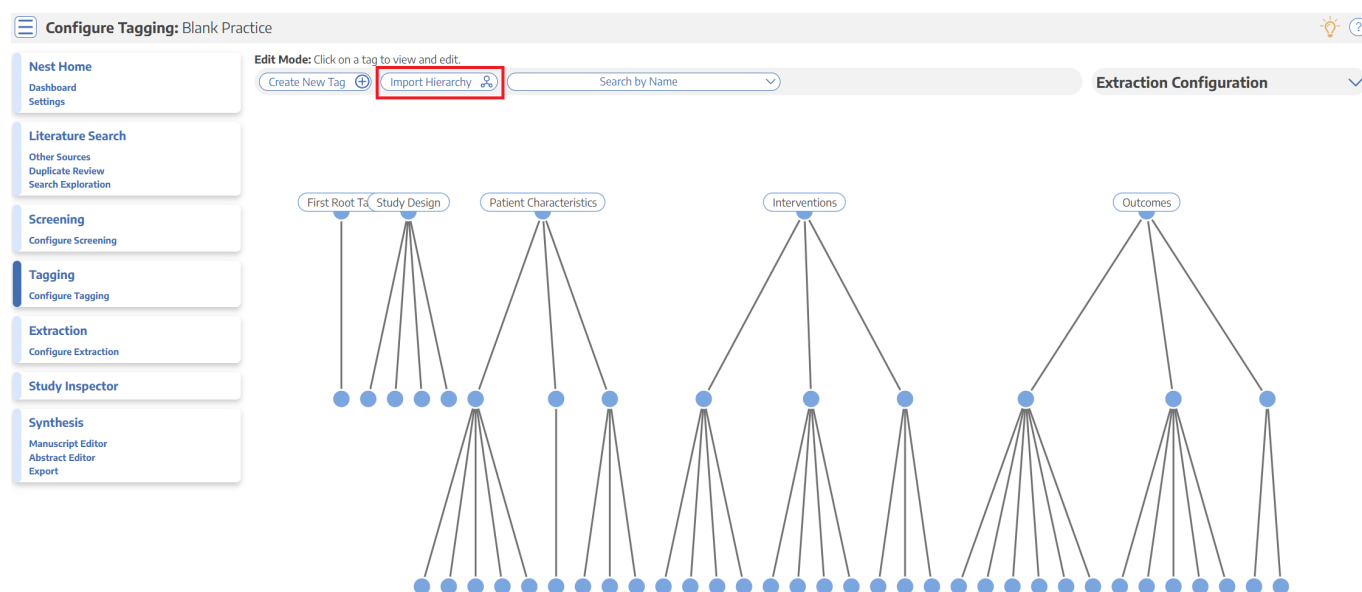 Configure Tagging: Blank Practice
?
Nest Home
Dashboard
Settings
Literature Search
Other Sources
Duplicate Review
Search Exploration
Screening
Configure Screening
Tagging
Configure Tagging
Extraction
Configure Extraction
Study Inspector
Synthesis
Manuscript Editor
Abstract Editor
Export
Edit Mode: Click on a tag to view and edit.
Create New Tag
Import Hierarchy
Search by Name
Extraction Configuration
First Root Ta
Study Design
Patient Characteristics
Interventions
Outcomes